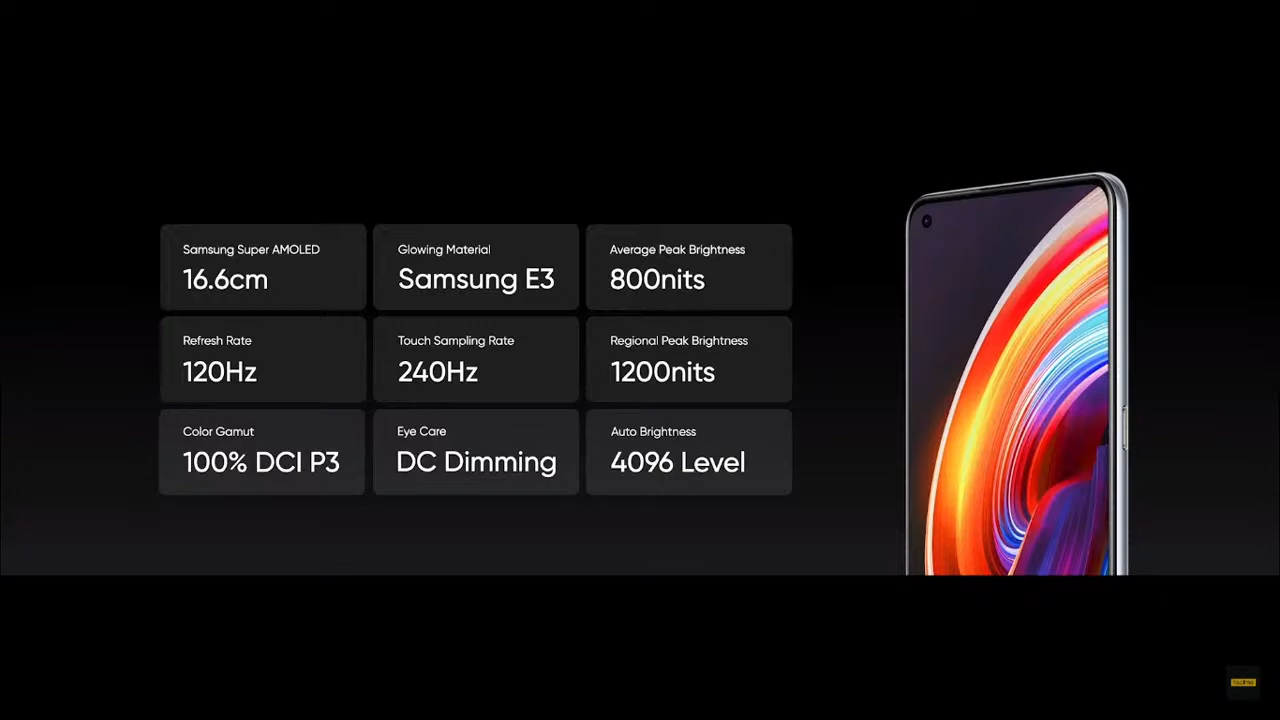 Samsung Super AMOLED
16.6cm
Glowing Material
Samsung E3
Average Peak Brightness
800nits
Refresh Rate
120Hz
Touch Sampling Rate
240Hz
Regional Peak Brightness
1200nits
Color Gamut
100% DCI P3
Eye Care
DC Dimming
Auto Brightness
4096 Level
realme